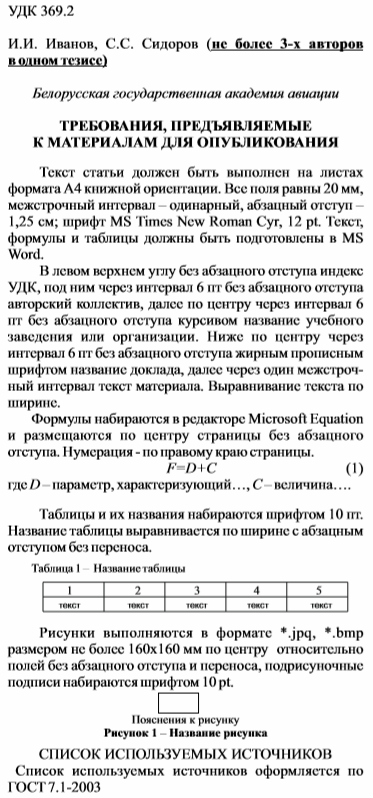 УДК 369.2
И.И. Иванов, С.С. Сидоров (не более 3-х авторов
в одном тезисе)
Белорусская государственная академия авиации
ТРЕБОВАНИЯ, ПРЕДЪЯВЛЯЕМЫЕ
К МАТЕРИАЛАМ ДЛЯ ОПУБЛИКОВАНИЯ
Текст статьи должен быть выполнен на листах
формата А4 книжной ориентации. Все поля равны 20 мм,
межстрочный интервал – одинарный, абзацный отступ –
1,25 см; шрифт MS Times New Roman Cyr, 12 pt. Текст,
формулы и таблицы должны быть подготовлены в MS
Word.
В левом верхнем углу без абзацного отступа индекс
УДК, под ним через интервал 6 пт без абзацного отступа
авторский коллектив, далее по центру через интервал 6
пт без абзацного отступа курсивом название учебного
заведения или организации. Ниже по центру через
интервал 6 пт без абзацного отступа жирным прописным
шрифтом название доклада, далее через один межстроч-
ный интервал текст материала. Выравнивание текста по
ширине.
Формулы набираются в редакторе Microsoft Equation
и размещаются по центру страницы без абзацного
отступа. Нумерация - по правому краю страницы.
F=D+C (1)
где D – параметр, характеризующий…, C – величина….
Таблицы и их названия набираются шрифтом 10 пт.
Название таблицы выравнивается по ширине с абзацным
отступом без переноса.
Таблица 1 – Название таблицы
1 2 3 4 5
текст текст текст текст текст
Рисунки выполняются в формате *.jpq, *.bmp
размером не более 160х160 мм по центру относительно
полей без абзацного отступа и переноса, подрисуночные
подписи набираются шрифтом 10 pt.
Пояснения к рисунку
Рисунок 1 – Название рисунка
СПИСОК ИСПОЛЬЗУЕМЫХ ИСТОЧНИКОВ
Список используемых источников оформляется по
ГОСТ 7.1-2003